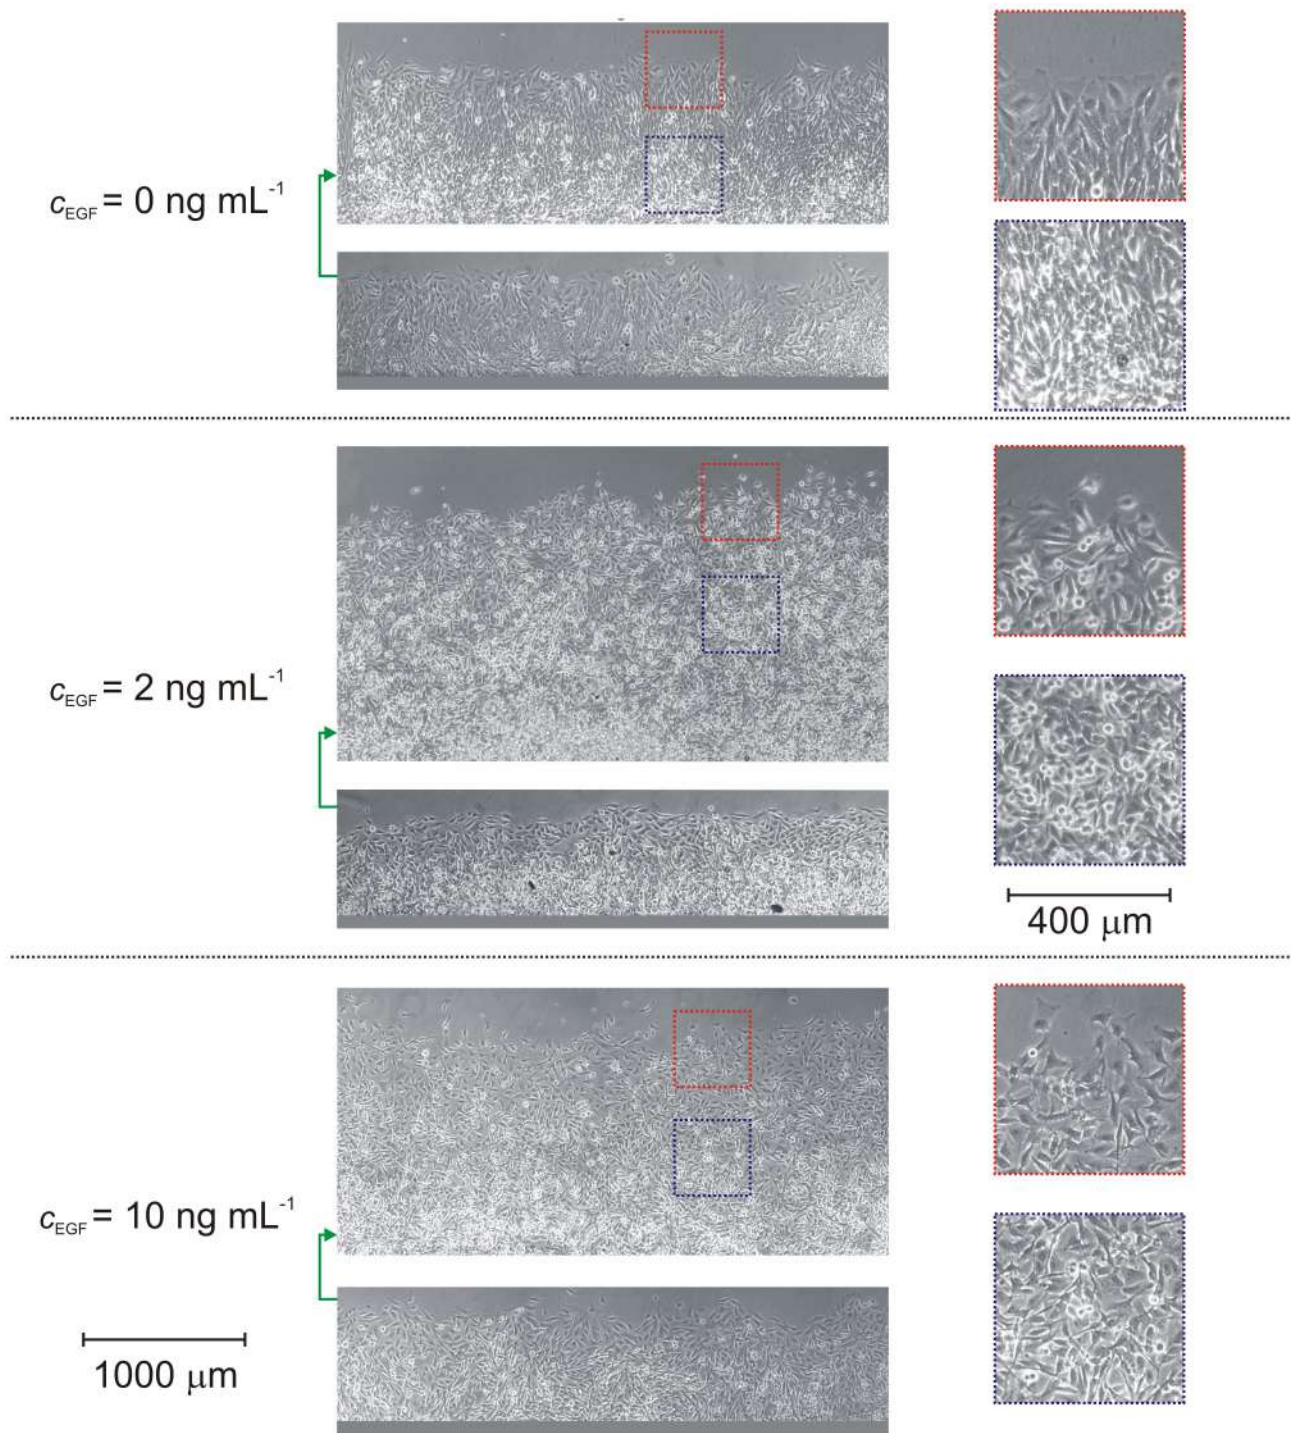 c_EGF = 0 ng mL⁻¹
c_EGF = 2 ng mL⁻¹
400 μm
c_EGF = 10 ng mL⁻¹
1000 μm